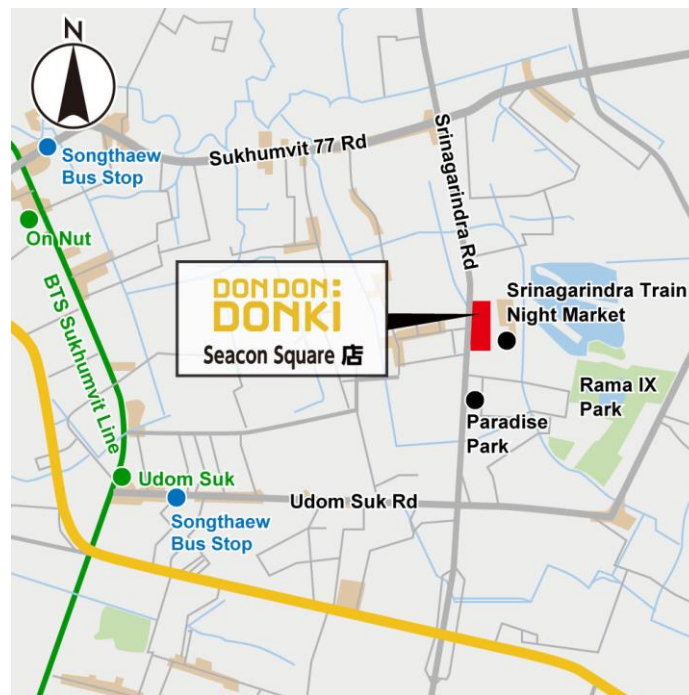 N
Songthaew
Bus Stop
Sukhumvit 77 Rd
Srinagarindra Rd
On Nut
BTS Sukhumvit Line
DON DON:
DONKI
Seacon Square 店
Srinagarindra Train
Night Market
Rama IX
Park
Paradise
Park
Udom Suk
Udom Suk Rd
Songthaew
Bus Stop